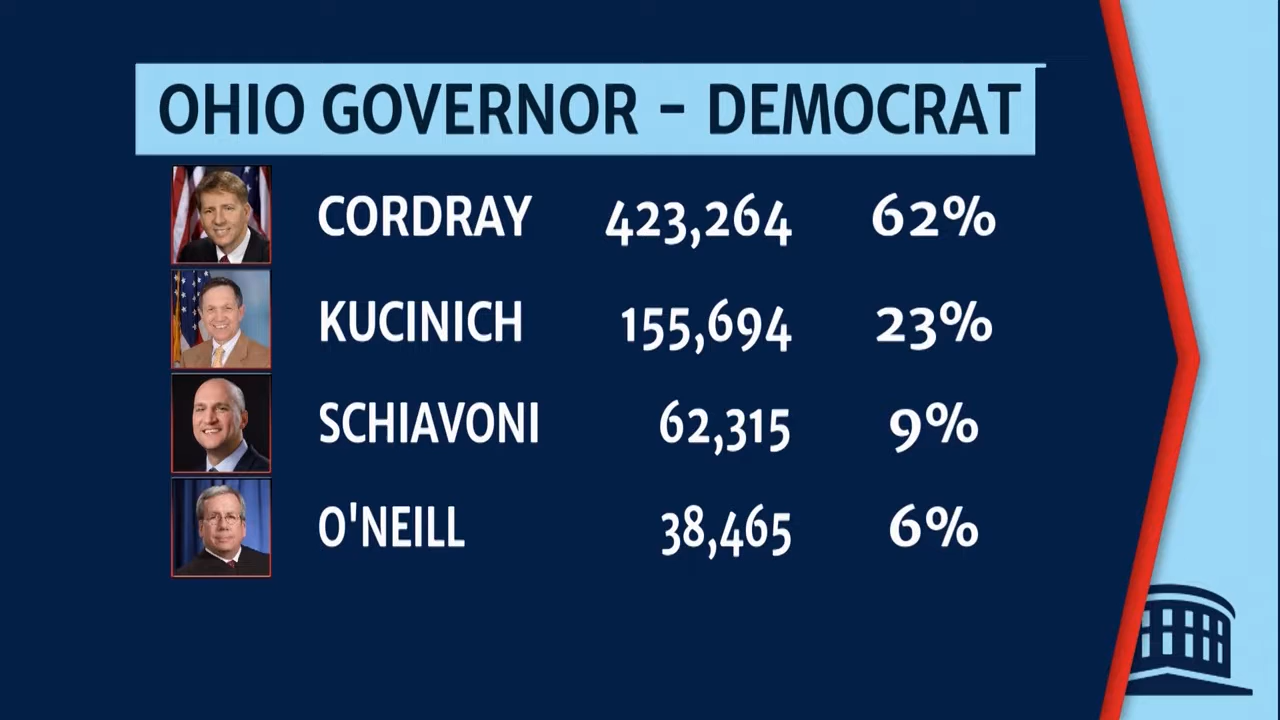 OHIO GOVERNOR - DEMOCRAT
CORDRAY 423,264 62%
KUCINICH 155,694 23%
SCHIAVONI 62,315 9%
O'NEILL 38,465 6%